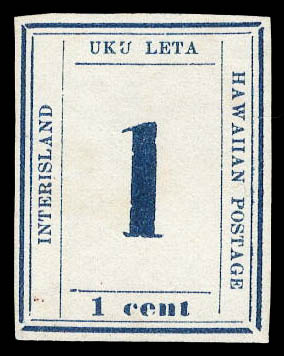 UKU LETA
INTERISLAND
HAWAIIAN POSTAGE
1
1 cent